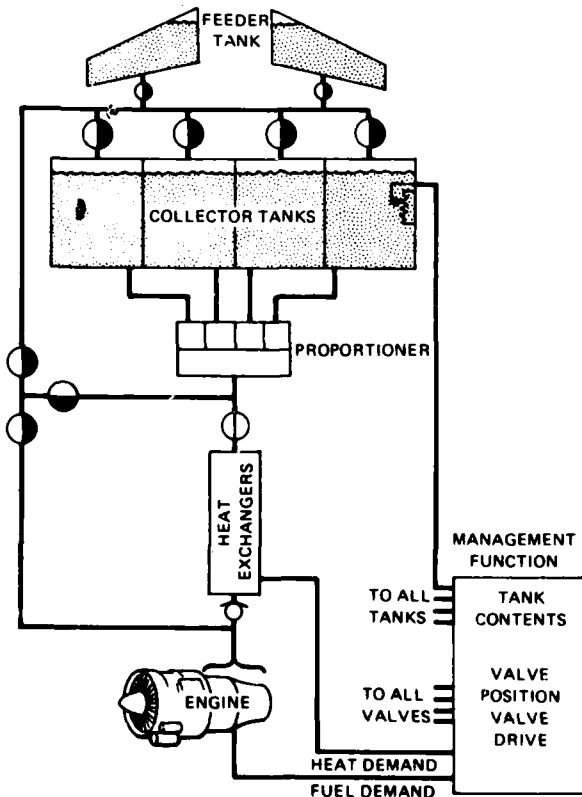 FEEDER
TANK
COLLECTOR TANKS
PROPORTIONER
HEAT
EXCHANGERS
MANAGEMENT
FUNCTION
TO ALL
TANKS
TANK
CONTENTS
ENGINE
TO ALL
VALVES
VALVE
POSITION
VALVE
DRIVE
HEAT DEMAND
FUEL DEMAND